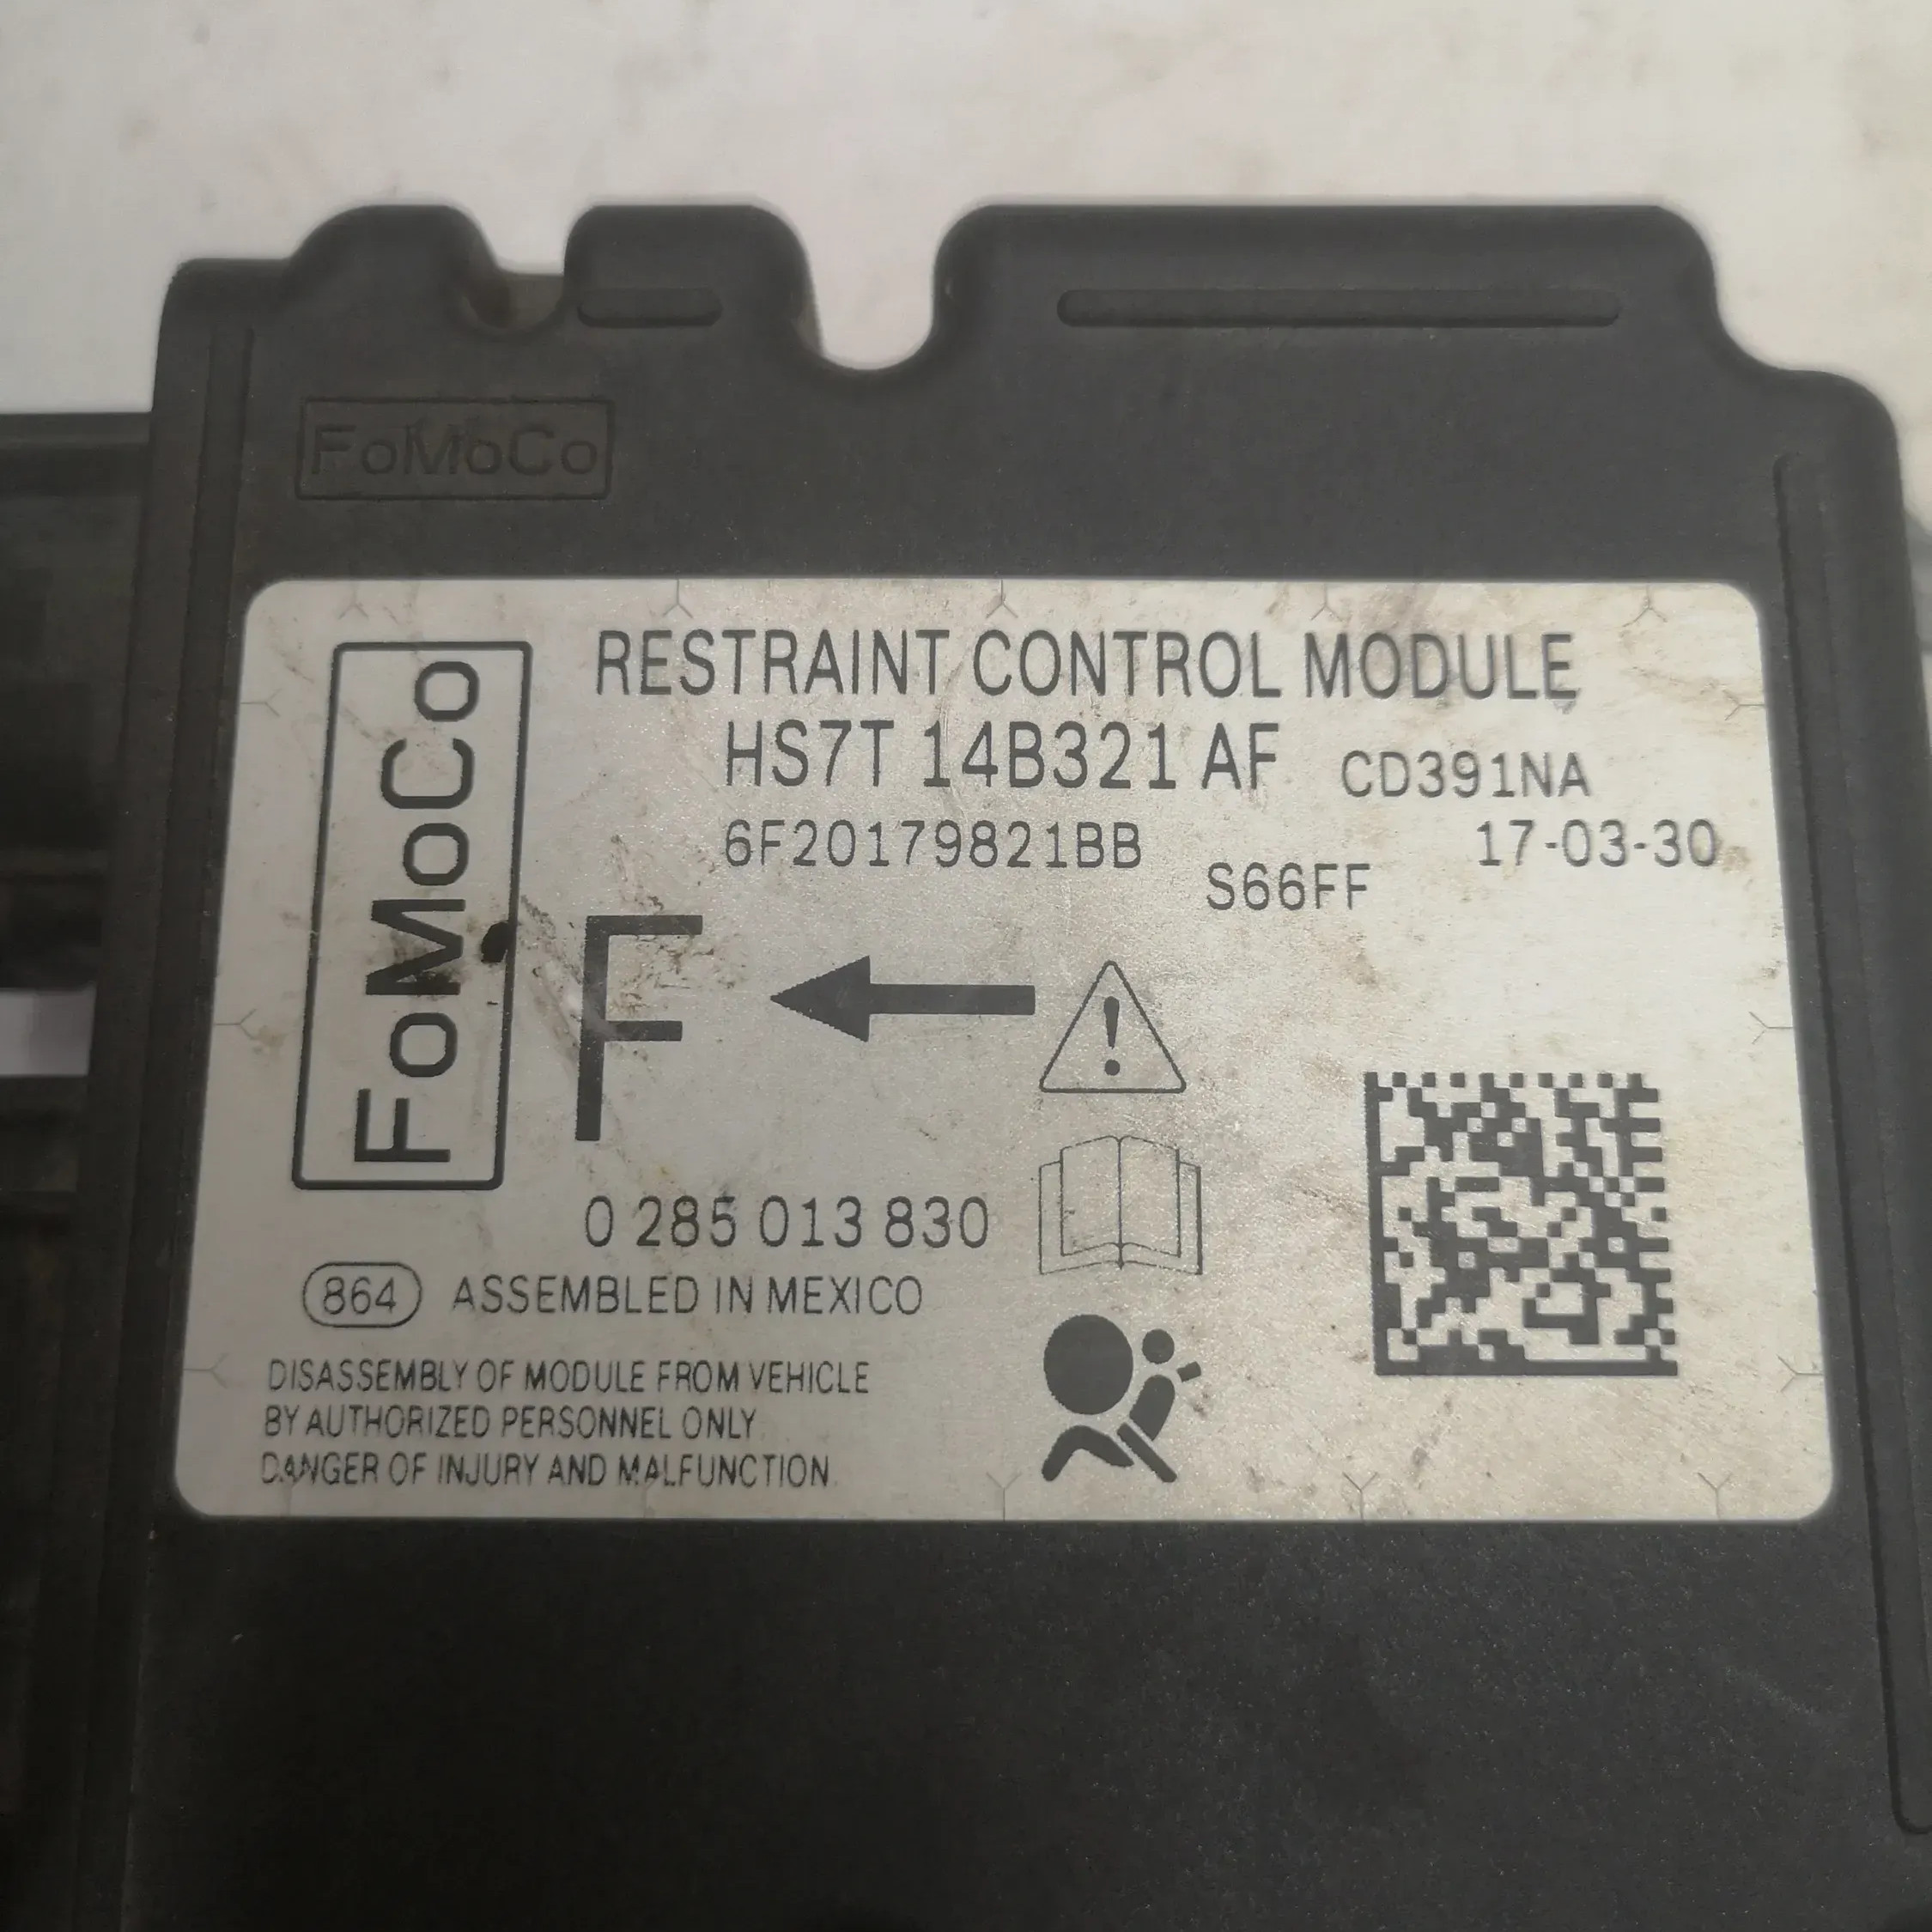 FoMoCo
FoMoCo
RESTRAINT CONTROL MODULE
HS7T 14B321 AF CD391NA
6F20179821BB
S66FF
17-03-30
F
0 285 013 830
864 ASSEMBLED IN MEXICO
DISASSEMBLY OF MODULE FROM VEHICLE
BY AUTHORIZED PERSONNEL ONLY
DANGER OF INJURY AND MALFUNCTION